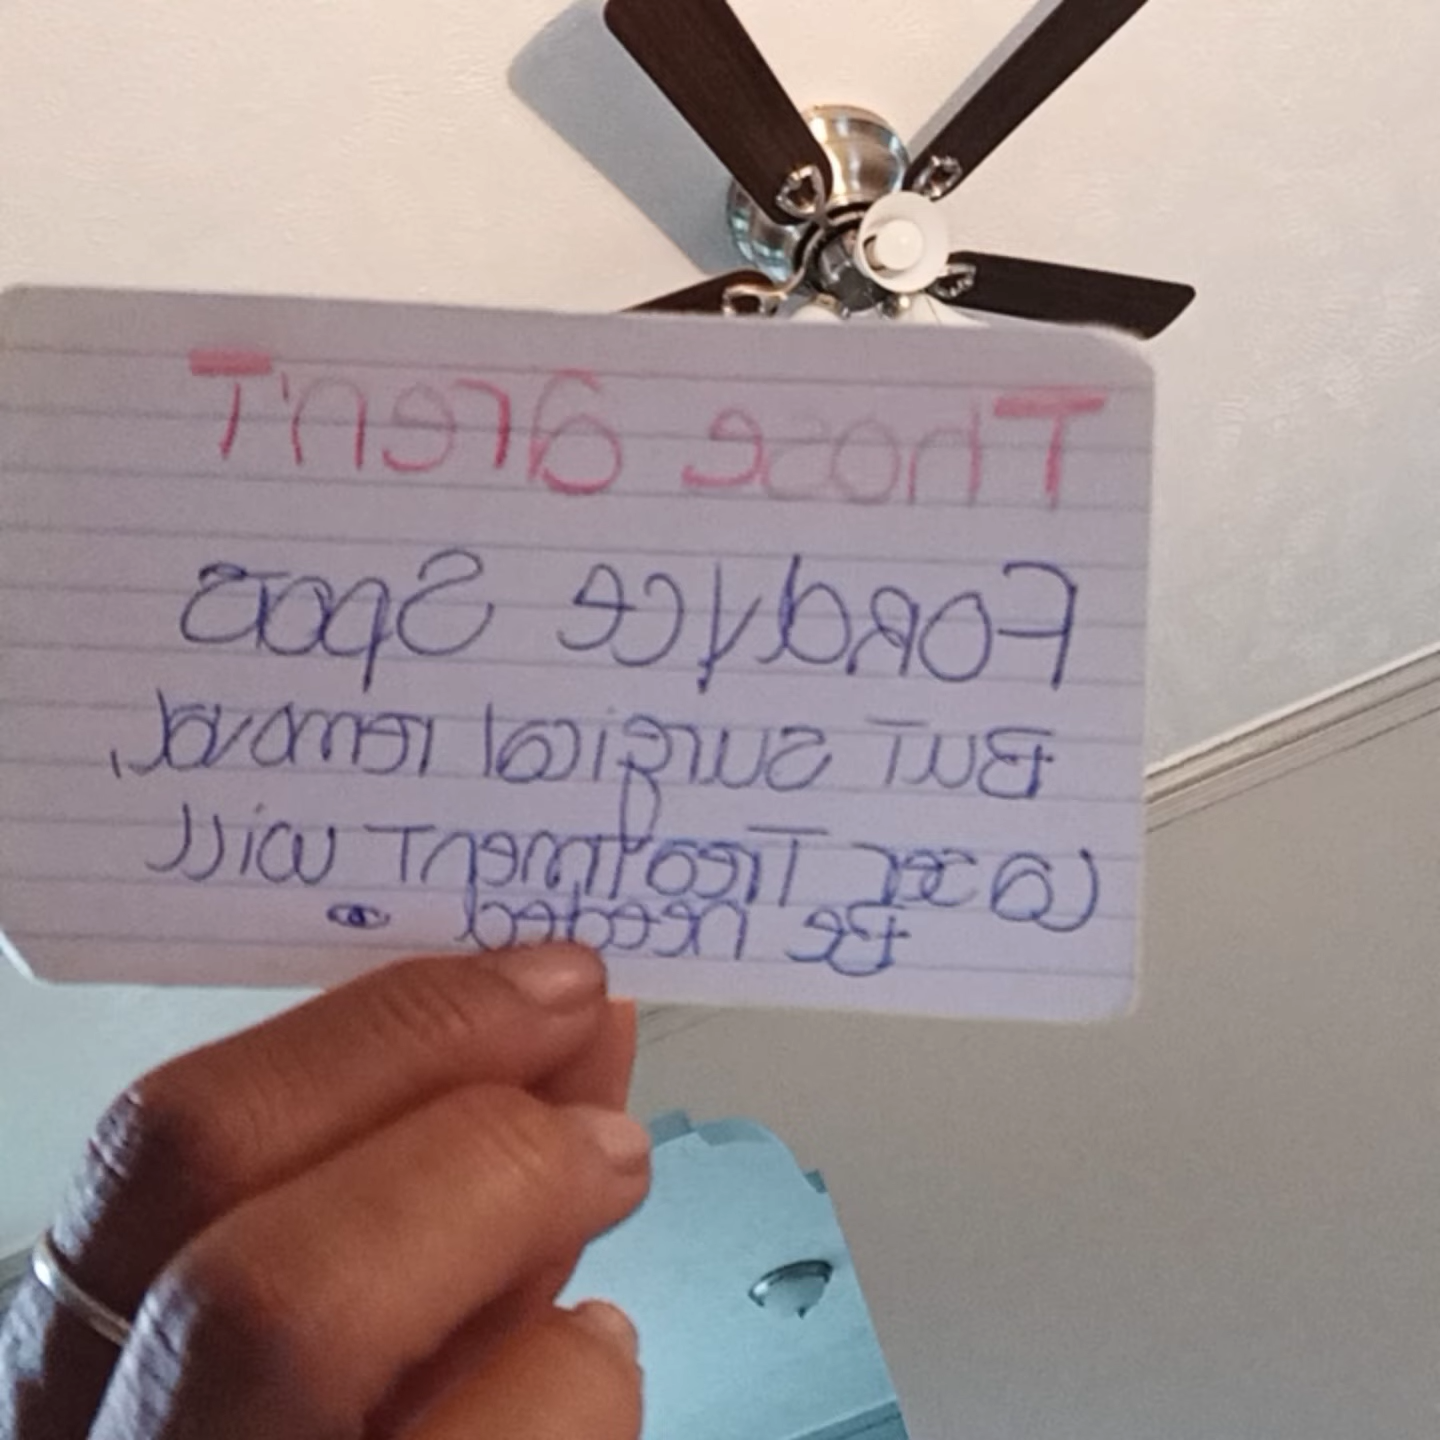 Those aren't
Fordyce Spots
But surgical removal,
laser Treatment will
Be needed